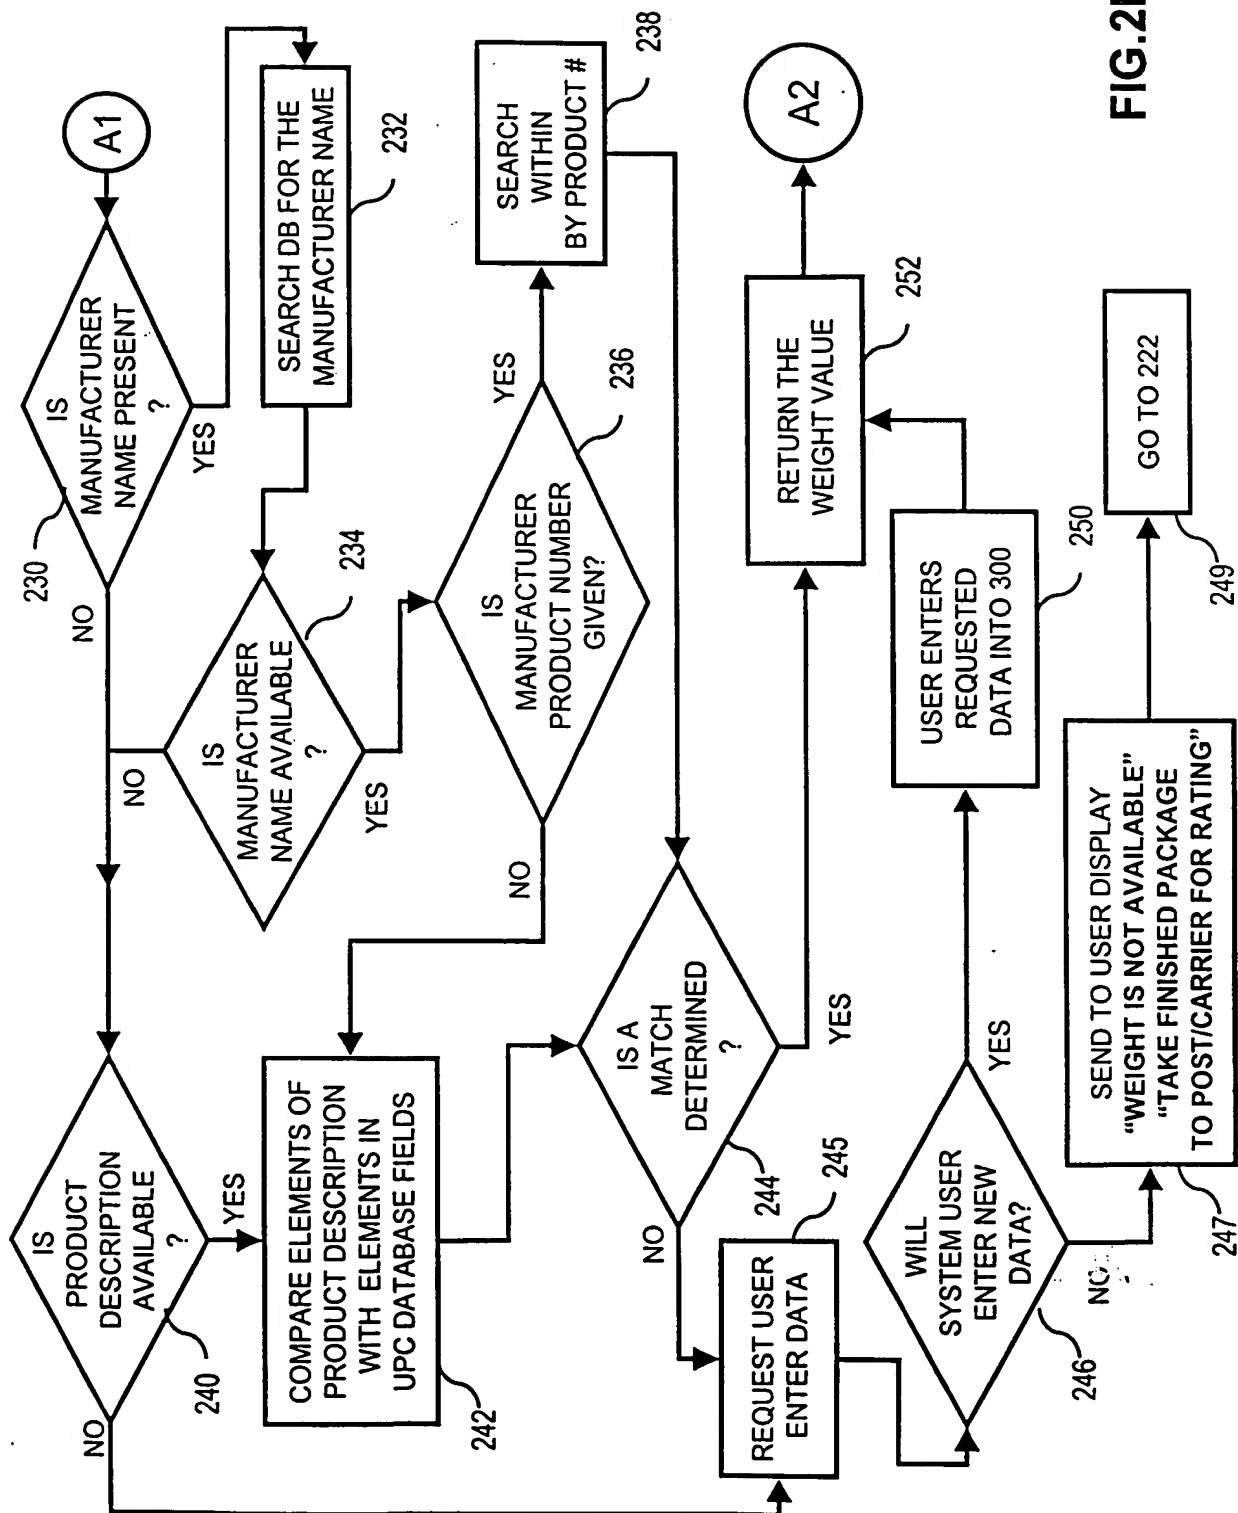 A1
IS
MANUFACTURER
NAME PRESENT
?
230
NO
YES
SEARCH DB FOR THE
MANUFACTURER NAME
232
IS
MANUFACTURER
NAME AVAILABLE
?
234
NO
YES
IS
MANUFACTURER
PRODUCT NUMBER
GIVEN?
236
YES
NO
SEARCH
WITHIN
BY PRODUCT #
238
IS
PRODUCT
DESCRIPTION
AVAILABLE
?
240
NO
YES
COMPARE ELEMENTS OF
PRODUCT DESCRIPTION
WITH ELEMENTS IN
UPC DATABASE FIELDS
242
IS A
MATCH
DETERMINED
?
244
NO
YES
REQUEST USER
ENTER DATA
245
WILL
SYSTEM USER
ENTER NEW
DATA?
246
YES
NO
USER ENTERS
REQUESTED
DATA INTO 300
250
RETURN THE
WEIGHT VALUE
252
A2
SEND TO USER DISPLAY
“WEIGHT IS NOT AVAILABLE”
“TAKE FINISHED PACKAGE
TO POST/CARRIER FOR RATING”
247
GO TO 222
249